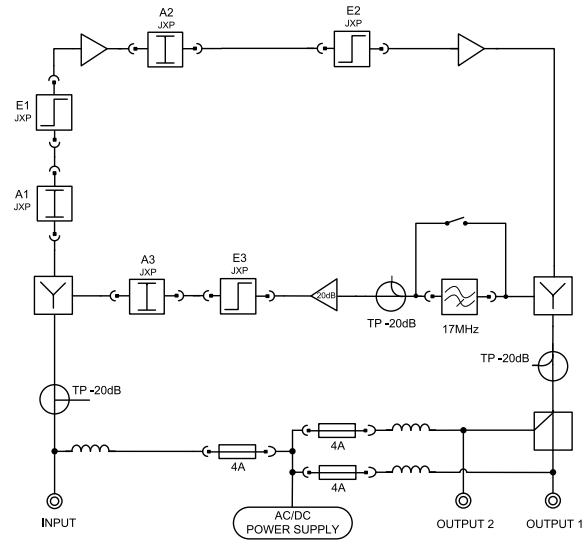 A2
JXP
E2
JXP
E1
JXP
A1
JXP
A3
JXP
E3
JXP
20dB
TP -20dB
17MHz
TP -20dB
TP -20dB
4A
4A
4A
AC/DC
POWER SUPPLY
INPUT
OUTPUT 2
OUTPUT 1